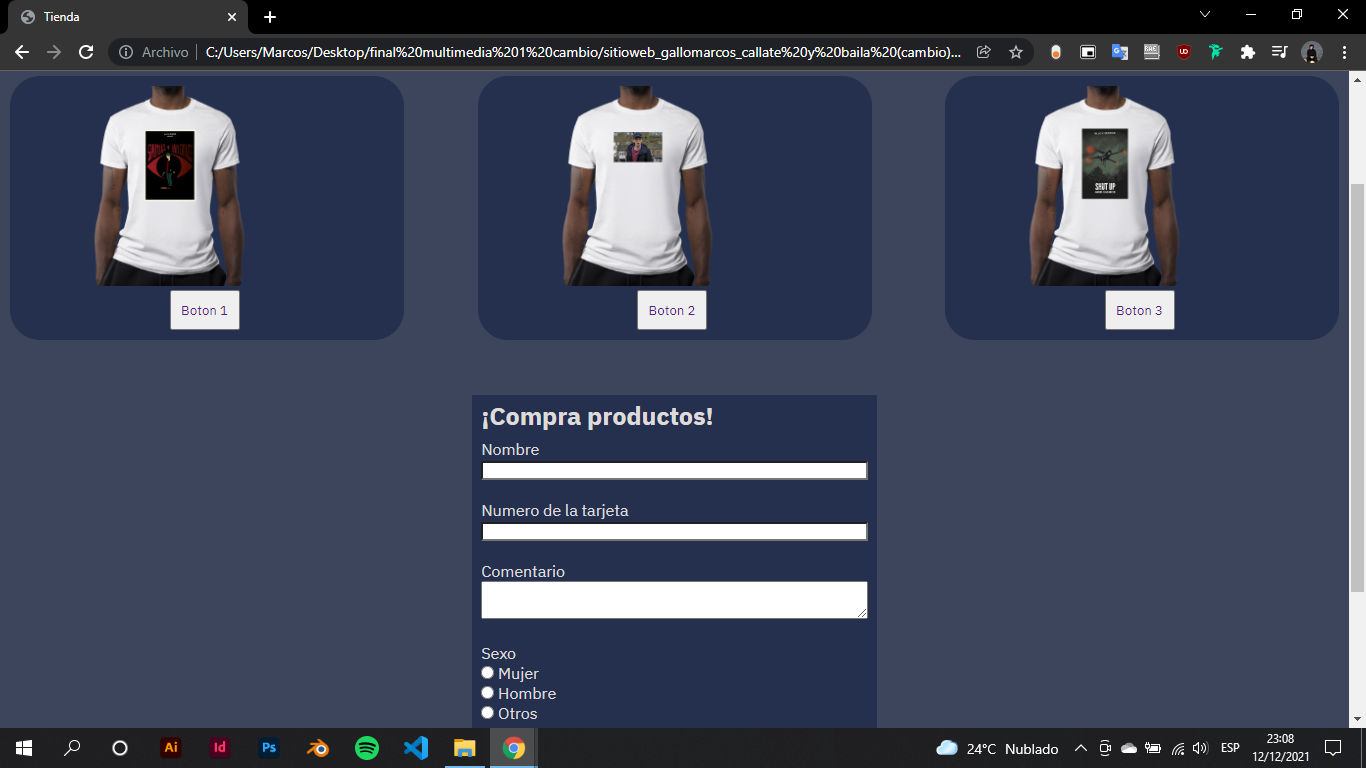 Tienda
Archivo
C:/Users/Marcos/Desktop/final%20multimedia%201%20cambio/sitioweb_gallomarcos_callate%20y%20baila%20(cambio)...
SHUT UP
Boton 1
Boton 2
Boton 3
¡Compra productos!
Nombre
Numero de la tarjeta
Comentario
Sexo
Mujer
Hombre
Otros
Ai
Id
Ps
24°C Nublado
ESP
23:08
12/12/2021